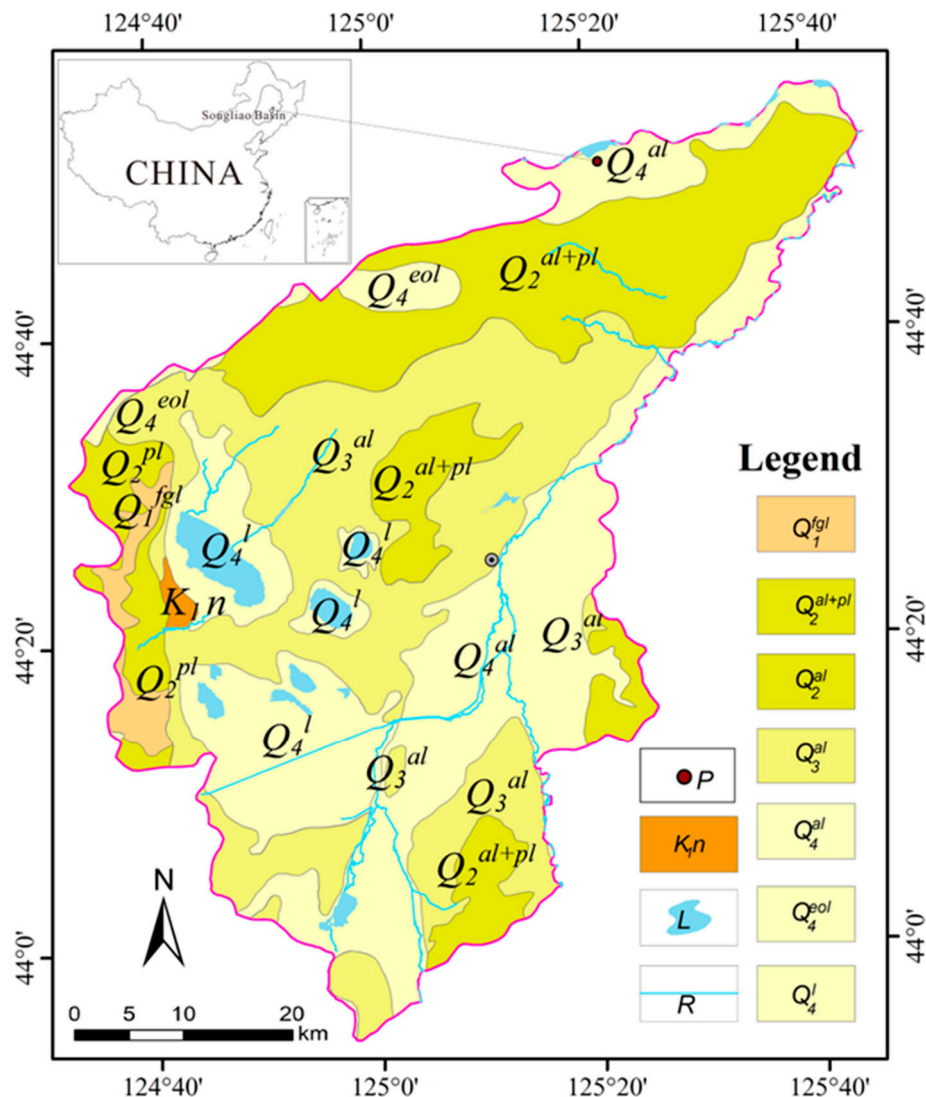 124°40' 125°0' 125°20' 125°40'
Songliao Basin
CHINA
Q₄ᵃˡ
Q₂ᵃˡ⁺ᵖˡ
Q₄ᵉᵒˡ
44°40' 44°40'
Q₄ᵉᵒˡ
Q₃ᵃˡ
Q₂ᵖˡ
Q₂ᵃˡ⁺ᵖˡ
Legend
Q₁ᶠᵍˡ
Q₁ᶠᵍˡ
Q₄ˡ
Q₄ˡ
K₁n
Q₄ˡ
Q₂ᵃˡ⁺ᵖˡ
44°20' 44°20'
Q₃ᵃˡ
Q₄ᵃˡ
Q₂ᵖˡ
Q₂ᵃˡ
Q₄ˡ
Q₃ᵃˡ
P
Q₃ᵃˡ
Q₃ᵃˡ
K₁n
Q₄ᵃˡ
Q₂ᵃˡ⁺ᵖˡ
N
L
Q₄ᵉᵒˡ
44°0' 44°0'
R
Q₄ˡ
0 5 10 20
km
124°40' 125°0' 125°20' 125°40'